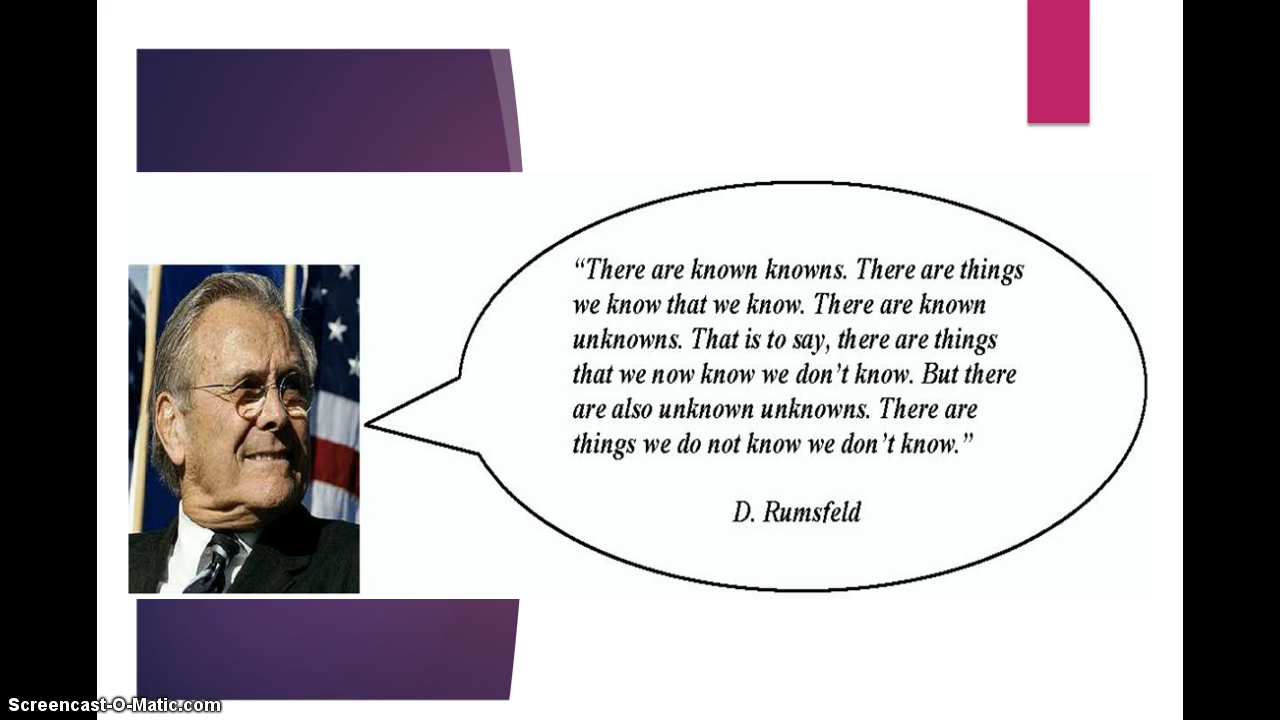 “There are known knowns. There are things
we know that we know. There are known
unknowns. That is to say, there are things
that we now know we don’t know. But there
are also unknown unknowns. There are
things we do not know we don’t know.”
D. Rumsfeld
Screencast-O-Matic.com